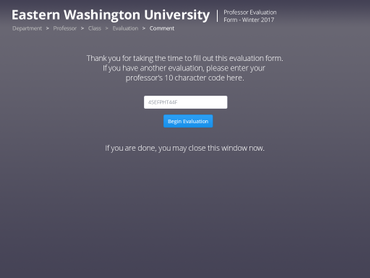 Eastern Washington University
Professor Evaluation
Form - Winter 2017
Department > Professor > Class > Evaluation > Comment
Thank you for taking the time to fill out this evaluation form.
If you have another evaluation, please enter your
professor's 10 character code here.
Begin Evaluation
If you are done, you may close this window now.